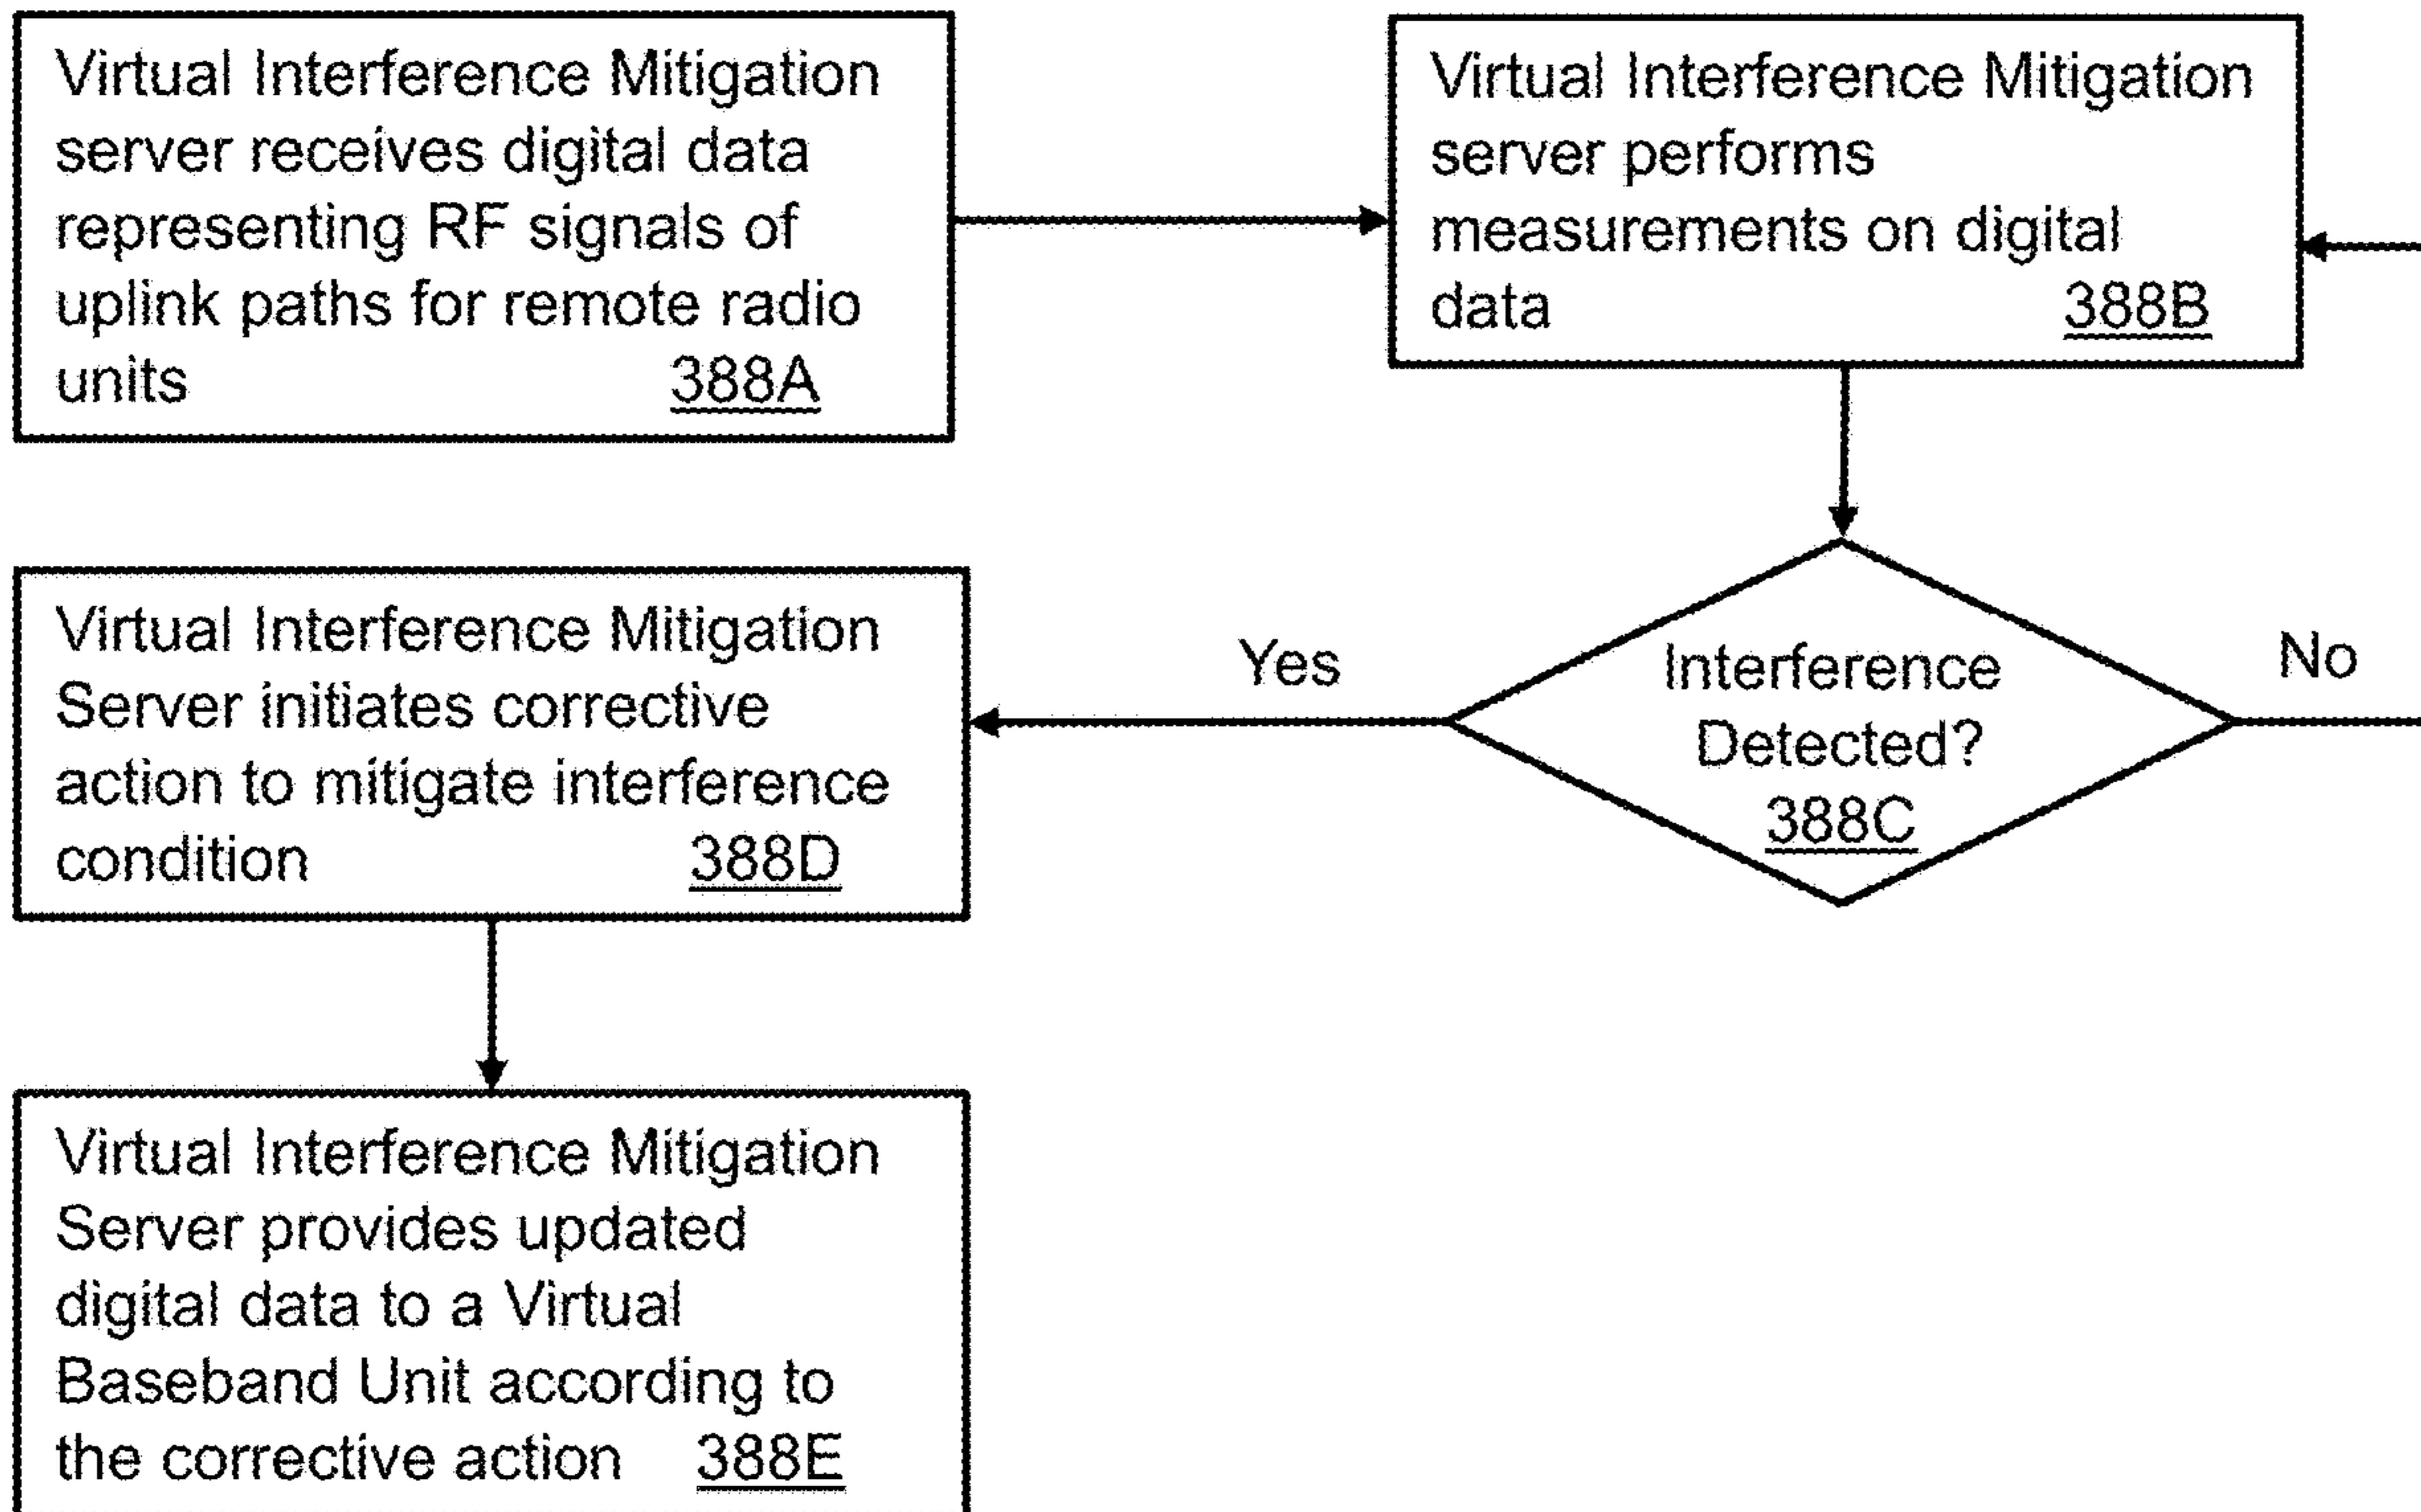 Virtual Interference Mitigation
server receives digital data
representing RF signals of
uplink paths for remote radio
units 388A
Virtual Interference Mitigation
server performs
measurements on digital
data 388B
Interference
Detected?
388C
Yes
No
Virtual Interference Mitigation
Server initiates corrective
action to mitigate interference
condition 388D
Virtual Interference Mitigation
Server provides updated
digital data to a Virtual
Baseband Unit according to
the corrective action 388E